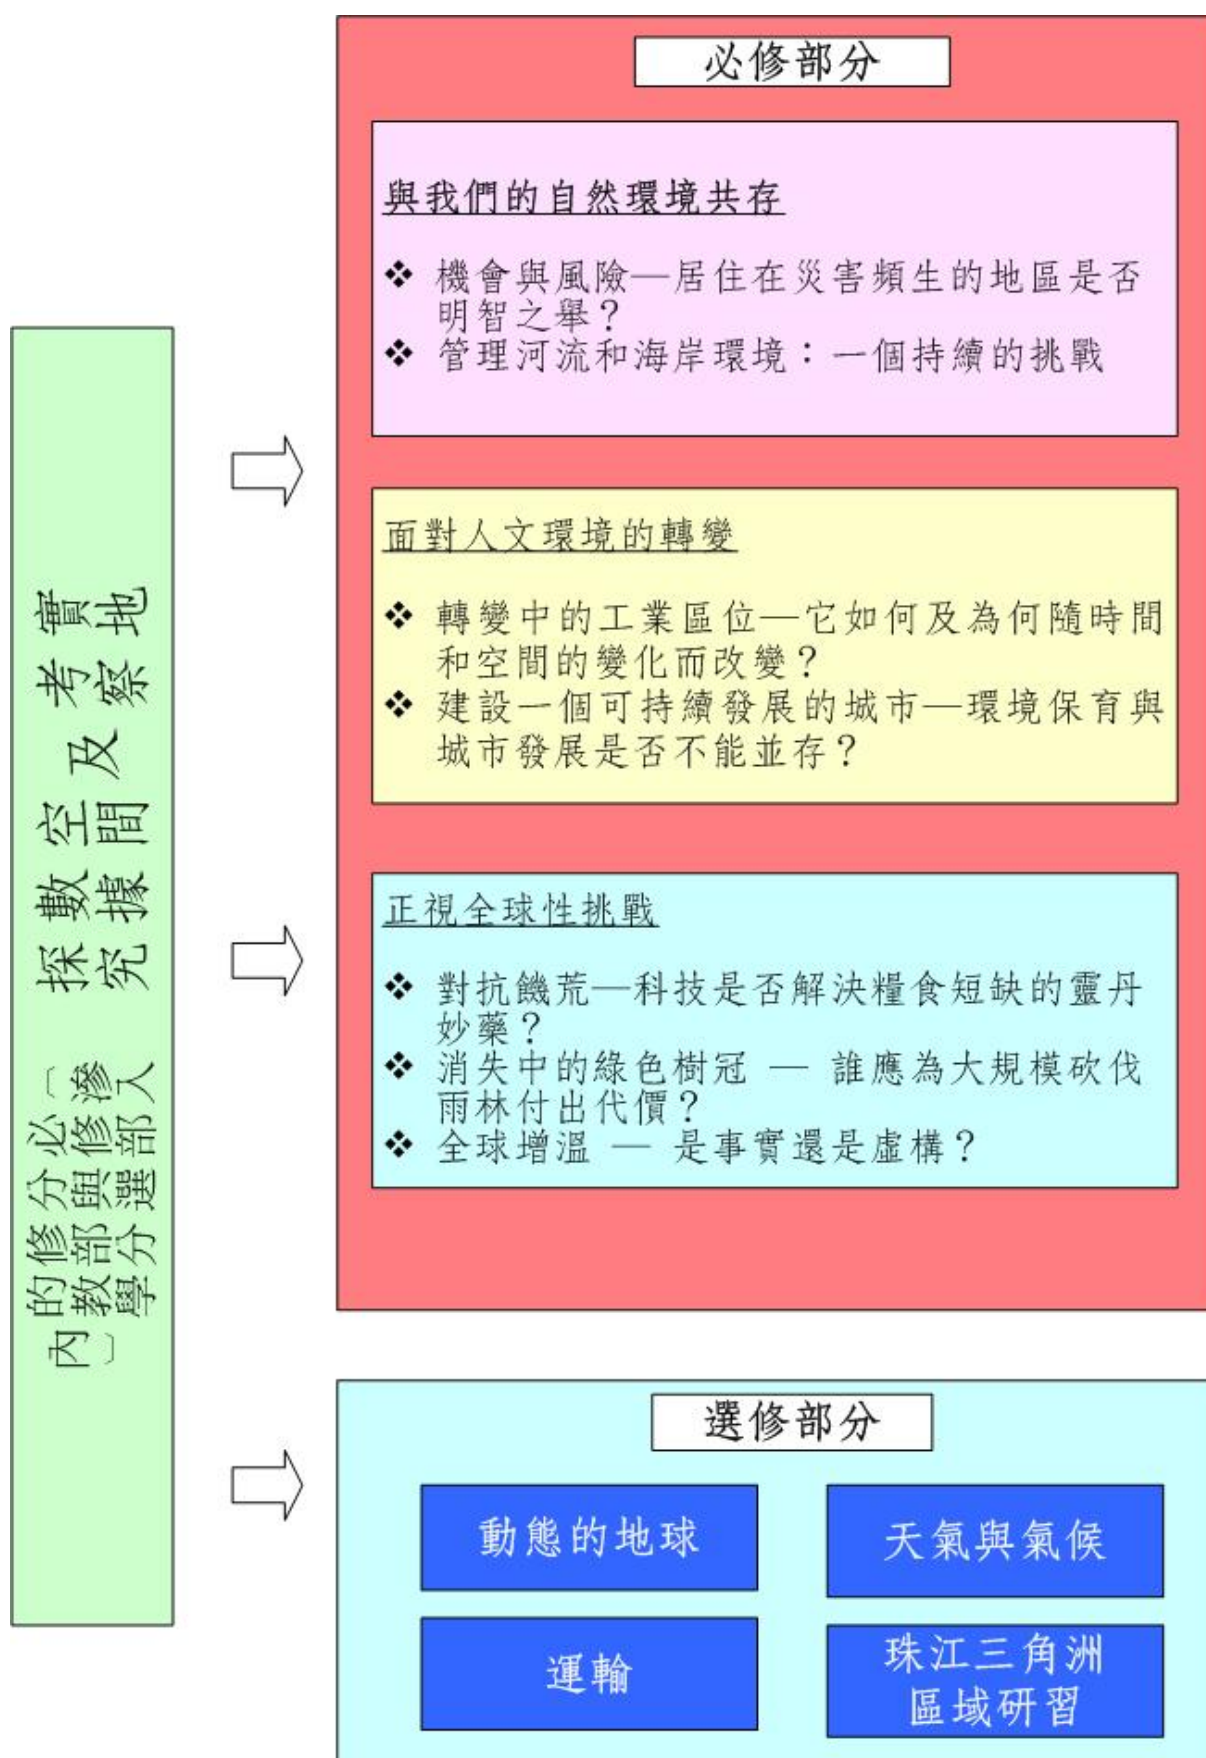 實地
考察
及
空間
數據
探究
〔滲入
必修部
分與選
修部分
的教學
內〕
必修部分
與我們的自然環境共存
❖ 機會與風險—居住在災害頻生的地區是否
明智之舉？
❖ 管理河流和海岸環境：一個持續的挑戰
面對人文環境的轉變
❖ 轉變中的工業區位—它如何及為何隨時間
和空間的變化而改變？
❖ 建設一個可持續發展的城市—環境保育與
城市發展是否不能並存？
正視全球性挑戰
❖ 對抗饑荒—科技是否解決糧食短缺的靈丹
妙藥？
❖ 消失中的綠色樹冠 — 誰應為大規模砍伐
雨林付出代價？
❖ 全球增溫 — 是事實還是虛構？
選修部分
動態的地球
天氣與氣候
運輸
珠江三角洲
區域研習